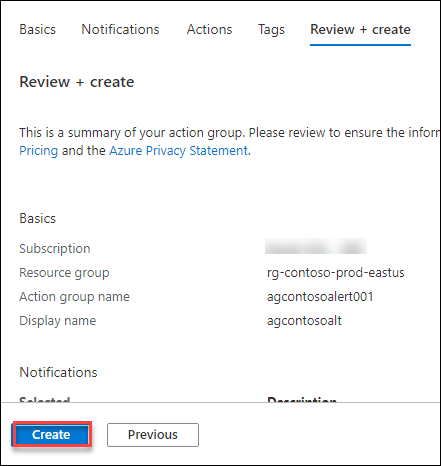 Basics Notifications Actions Tags Review + create
Review + create
This is a summary of your action group. Please review to ensure the
Pricing and the Azure Privacy Statement.
Basics
Subscription
Resource group rg-contoso-prod-eastus
Action group name agcontosoalert001
Display name agcontosoalt
Notifications
Selected Description
Create Previous